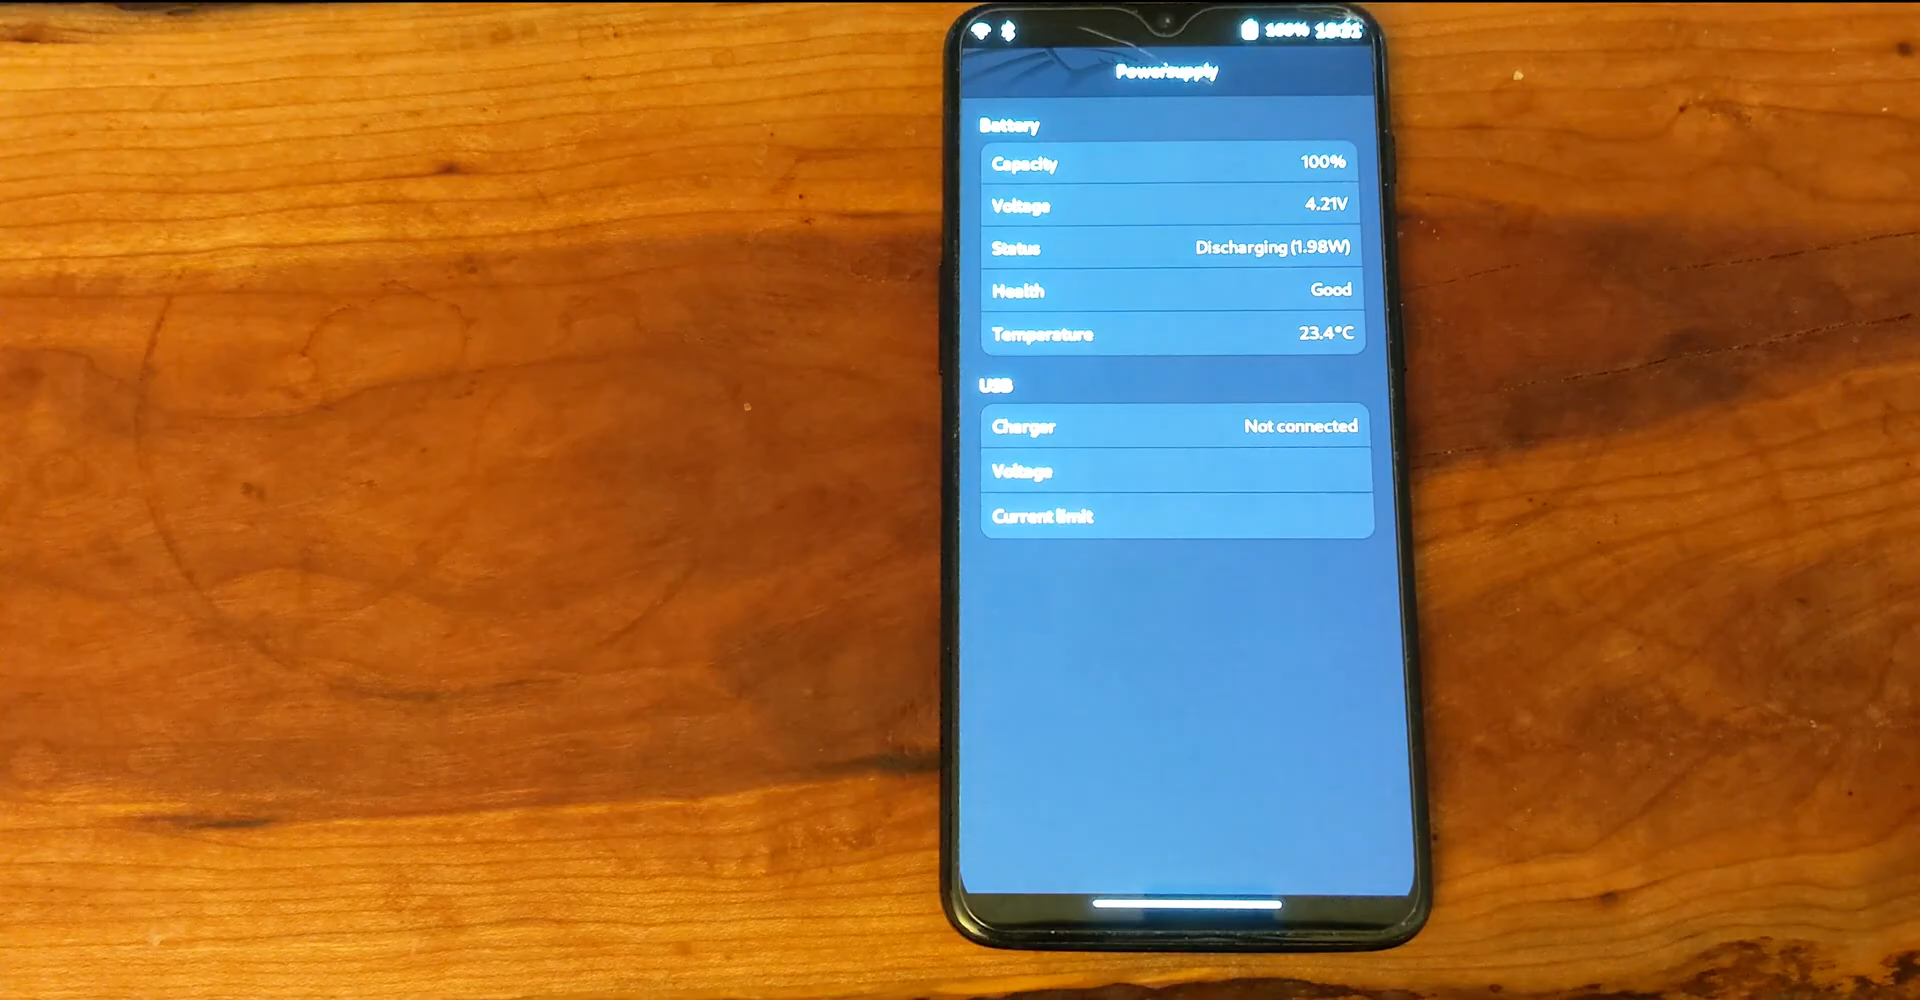 100%
Powersupply
Battery
Capacity 100%
Voltage 4.21V
Status Discharging (1.98W)
Health Good
Temperature 23.4°C
USB
Charger Not connected
Voltage
Current limit